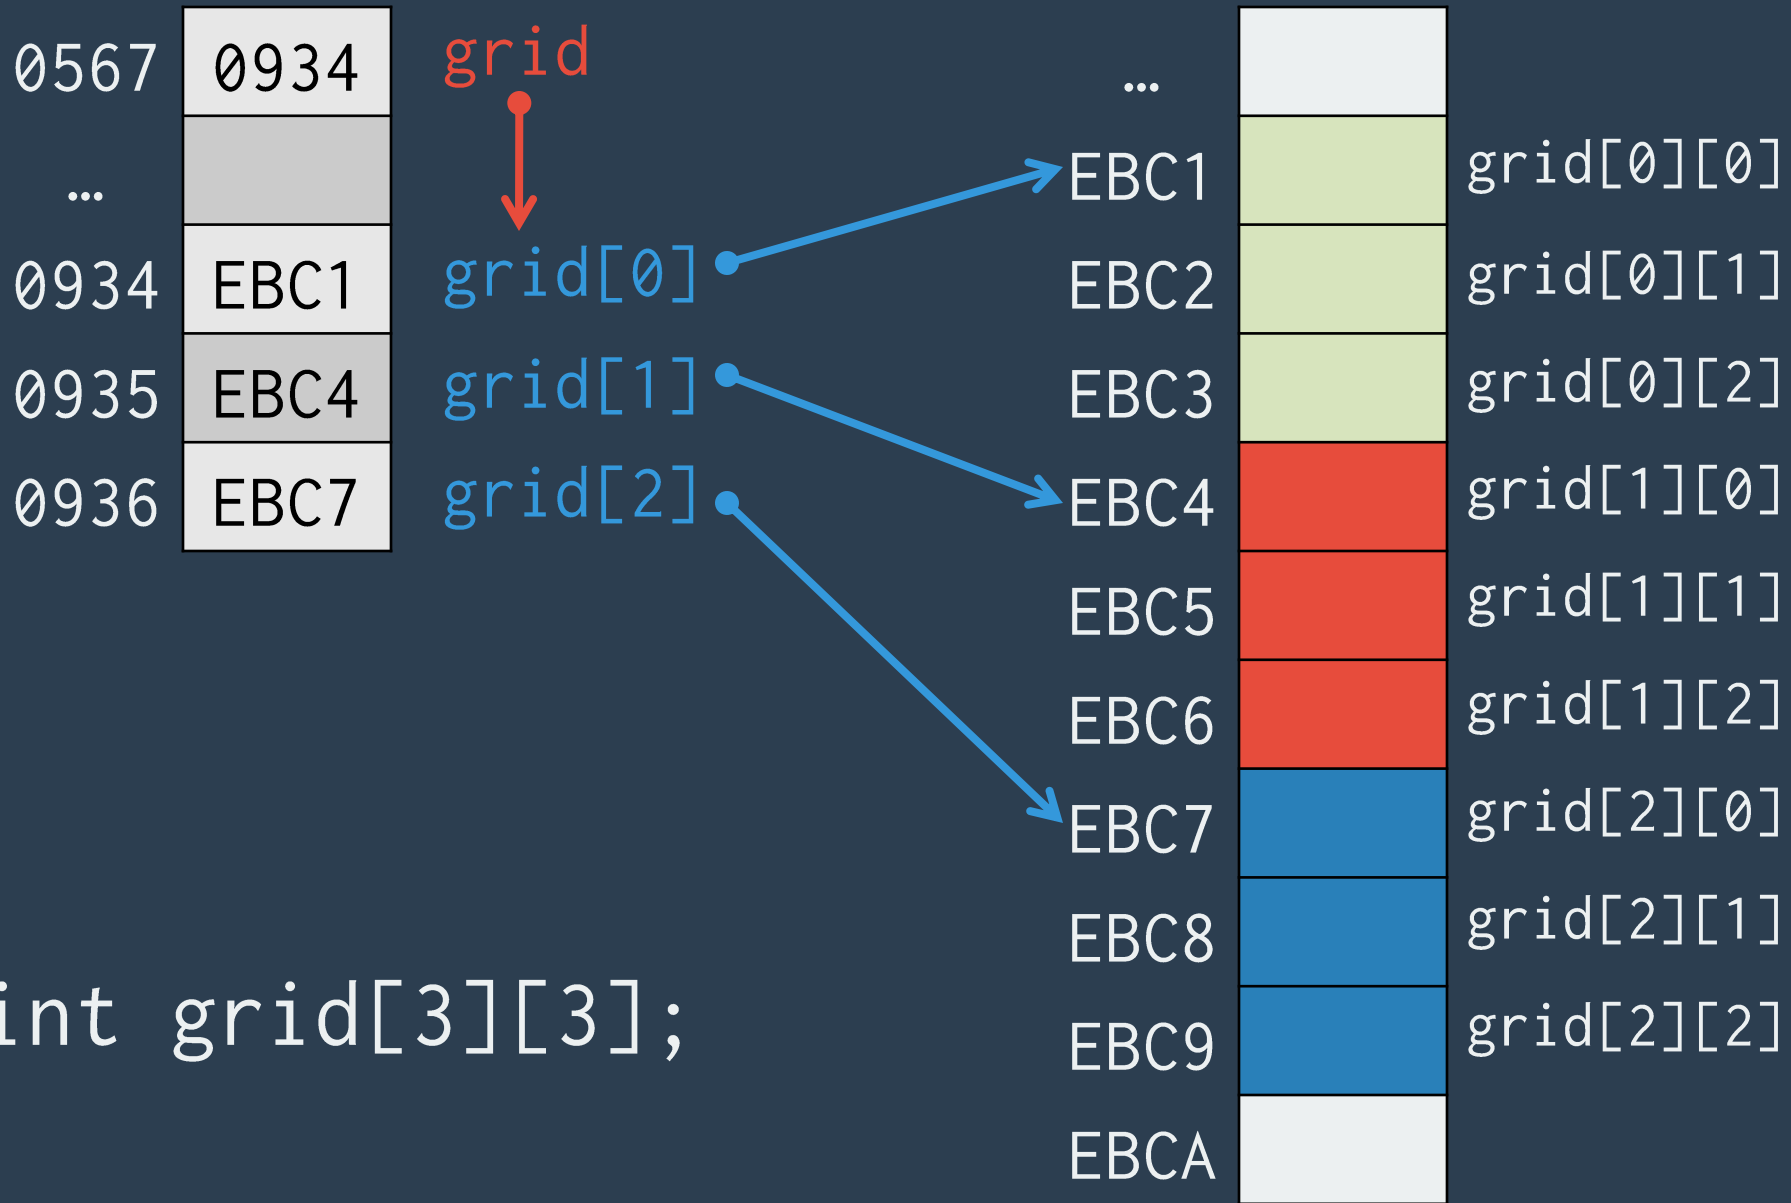 0567 0934 grid
…
0934 EBC1 grid[0]
0935 EBC4 grid[1]
0936 EBC7 grid[2]
int grid[3][3];
…
EBC1 grid[0][0]
EBC2 grid[0][1]
EBC3 grid[0][2]
EBC4 grid[1][0]
EBC5 grid[1][1]
EBC6 grid[1][2]
EBC7 grid[2][0]
EBC8 grid[2][1]
EBC9 grid[2][2]
EBCA